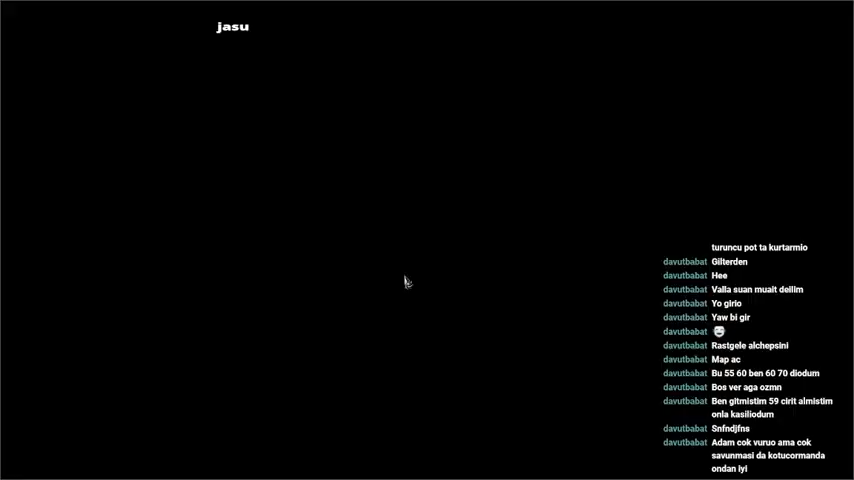 jasu
turuncu pot ta kurtarmio
davutbabat Gilterden
davutbabat Hee
davutbabat Valla suan muait deilim
davutbabat Yo girio
davutbabat Yaw bi gir
davutbabat
davutbabat Rastgele alchepsini
davutbabat Map ac
davutbabat Bu 55 60 ben 60 70 diodum
davutbabat Bos ver aga ozmn
davutbabat Ben gitmistim 59 cirit almistim
onla kasiliodum
davutbabat Snfndjfns
davutbabat Adam cok vuruo ama cok
savunmasi da kotucormanda
ondan iyi